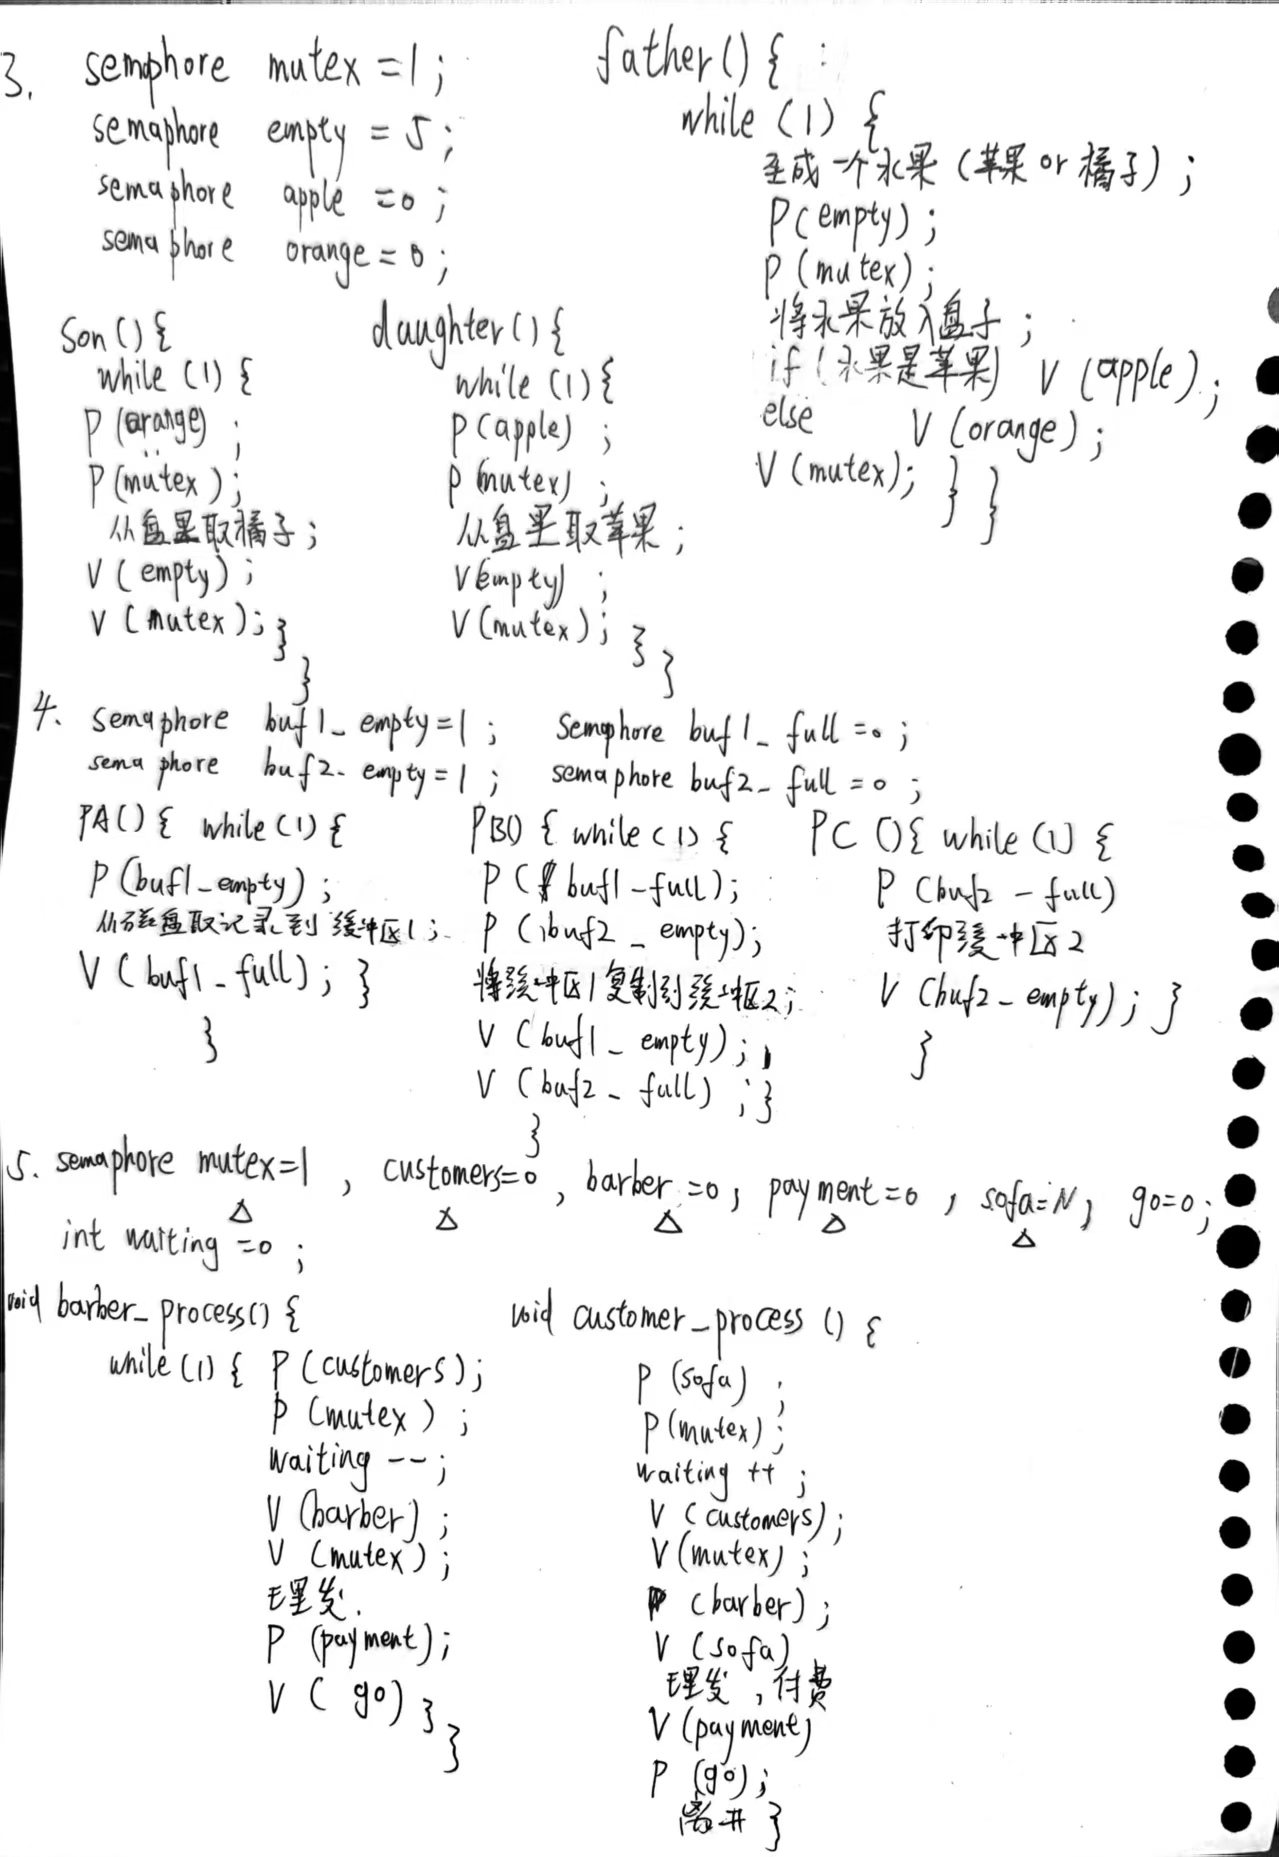 3. semaphore mutex = 1 ;
semaphore empty = 5 ;
semaphore apple = 0 ;
semaphore orange = 0 ;
father() {
while (1) {
生成一个水果 (苹果 or 橘子) ;
P(empty) ;
P (mutex) ;
将水果放入盘子 ;
if (水果是苹果) V (apple) ;
else V (orange) ;
V (mutex) ; } }
Son () {
while (1) {
P (orange) ;
P (mutex) ;
从盘里取橘子 ;
V ( empty) ;
V ( mutex) ; }
}
daughter() {
while (1) {
P (apple) ;
P (mutex) ;
从盘里取苹果 ;
V(empty) ;
V (mutex) ; } }
4. semaphore buf1_empty = 1 ; semaphore buf1_full = 0 ;
semaphore buf2_empty = 1 ; semaphore buf2_full = 0 ;
PA() { while (1) {
P (buf1_empty) ;
从磁盘取记录到缓冲区1 ;
V (buf1_full) ; }
}
PB() { while (1) {
P ( buf1_full) ;
P (buf2_empty) ;
将缓冲区1复制到缓冲区2 ;
V (buf1_empty) ;
V (buf2_full) ; }
}
PC () { while (1) {
P (buf2_full)
打印缓冲区2
V (buf2_empty) ; }
}
5. semaphore mutex=1 , customers=0 , barber=0 ; payment=0 , sofa=N ; go=0 ;
int waiting =0 ;
void barber_process() {
while (1) { P (customers) ;
P (mutex) ;
waiting -- ;
V (barber) ;
V (mutex) ;
理发.
P (payment) ;
V ( go) }
}
void customer_process () {
P (sofa) ;
P (mutex) ;
waiting ++ ;
V (customers) ;
V (mutex) ;
P (barber) ;
V (sofa)
理发 , 付费
V (payment)
P (go) ;
离开 }